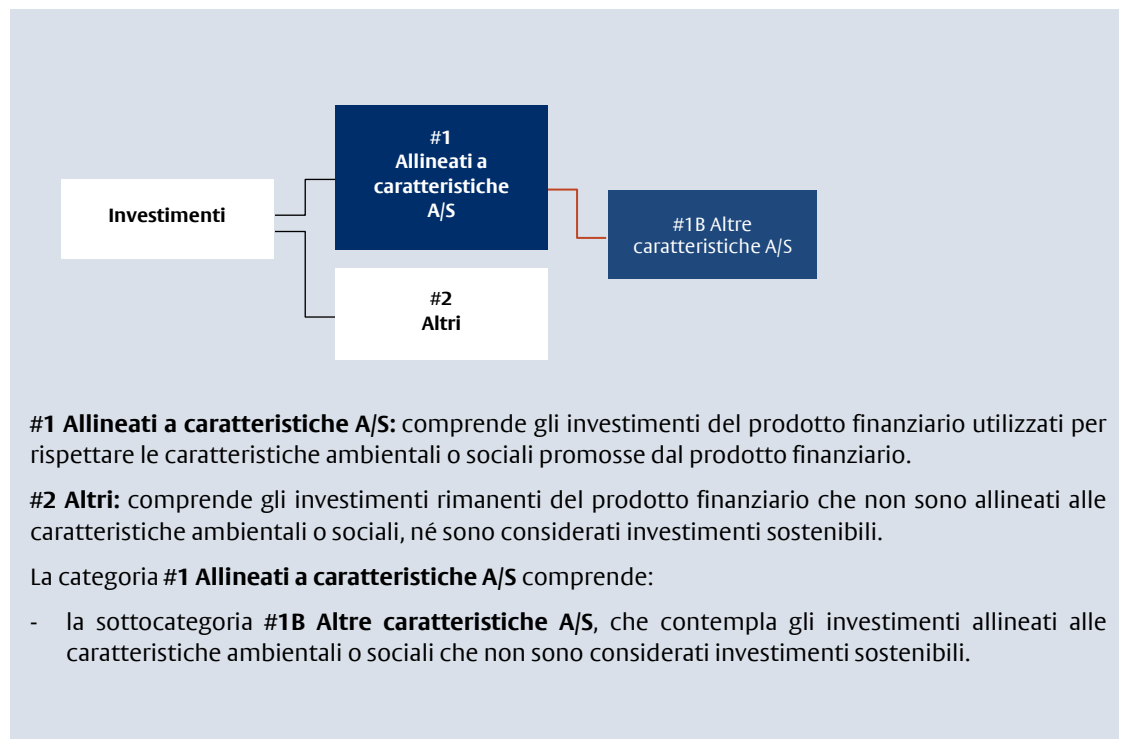 #1
Allineati a
caratteristiche
A/S
Investimenti
#1B Altre
caratteristiche A/S
#2
Altri
#1 Allineati a caratteristiche A/S: comprende gli investimenti del prodotto finanziario utilizzati per
rispettare le caratteristiche ambientali o sociali promosse dal prodotto finanziario.
#2 Altri: comprende gli investimenti rimanenti del prodotto finanziario che non sono allineati alle
caratteristiche ambientali o sociali, né sono considerati investimenti sostenibili.
La categoria #1 Allineati a caratteristiche A/S comprende:
- la sottocategoria #1B Altre caratteristiche A/S, che contempla gli investimenti allineati alle
caratteristiche ambientali o sociali che non sono considerati investimenti sostenibili.